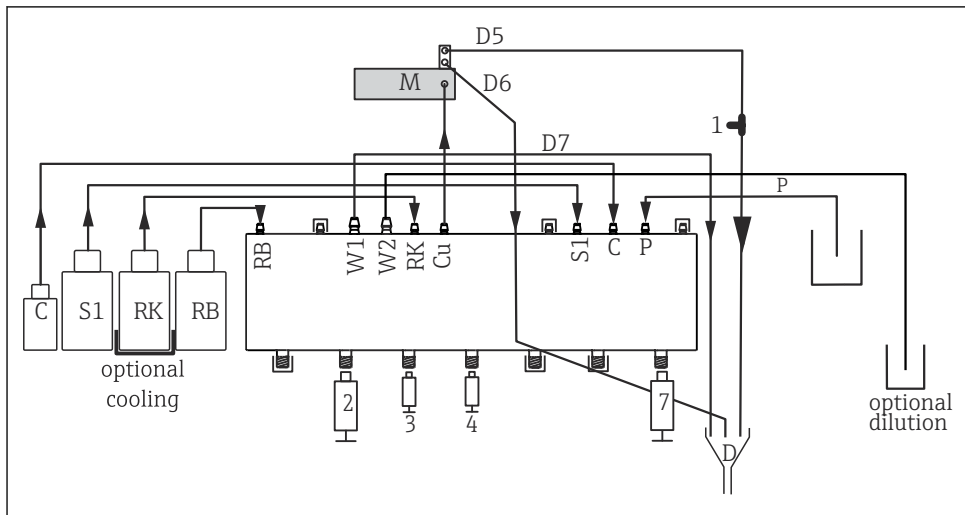 D5
M
D6
1
D7
P
RB
W1
W2
RK
Cu
S1
C
P
C
S1
RK
RB
optional
cooling
2
3
4
7
D
optional
dilution